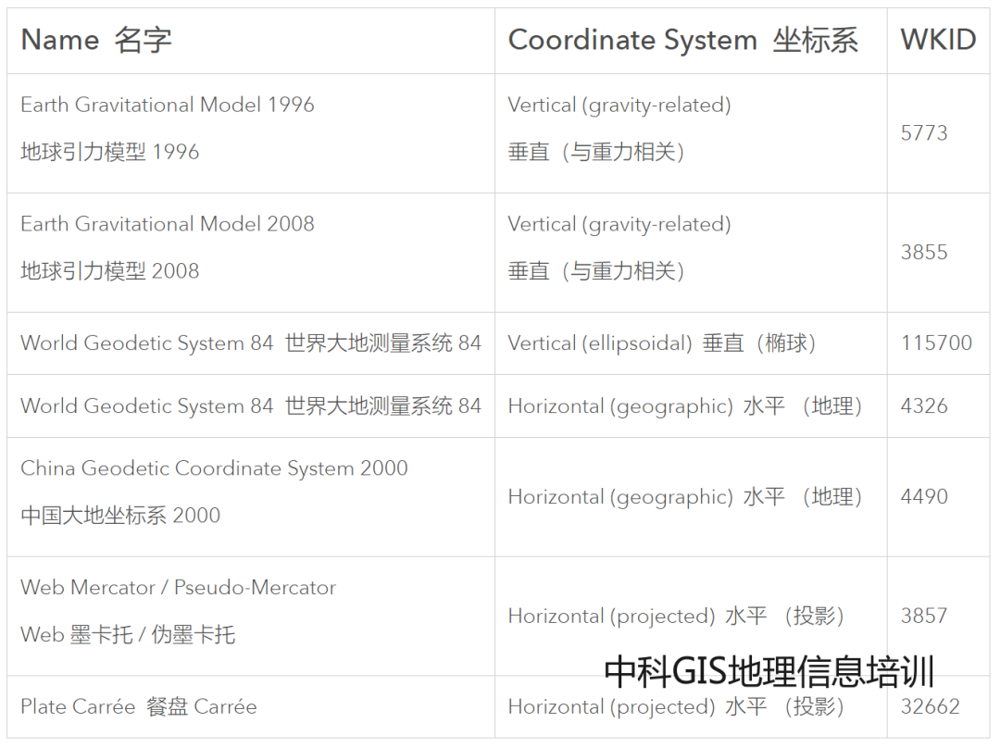 Name 名字 Coordinate System 坐标系 WKID
Earth Gravitational Model 1996
地球引力模型 1996
Vertical (gravity-related)
垂直（与重力相关）
5773
Earth Gravitational Model 2008
地球引力模型 2008
Vertical (gravity-related)
垂直（与重力相关）
3855
World Geodetic System 84 世界大地测量系统 84 Vertical (ellipsoidal) 垂直（椭球） 115700
World Geodetic System 84 世界大地测量系统 84 Horizontal (geographic) 水平 （地理） 4326
China Geodetic Coordinate System 2000
中国大地坐标系 2000
Horizontal (geographic) 水平 （地理）
4490
Web Mercator / Pseudo-Mercator
Web 墨卡托 / 伪墨卡托
Horizontal (projected) 水平 （投影）
3857
中科GIS地理信息培训
Plate Carrée 餐盘 Carrée Horizontal (projected) 水平 （投影） 32662